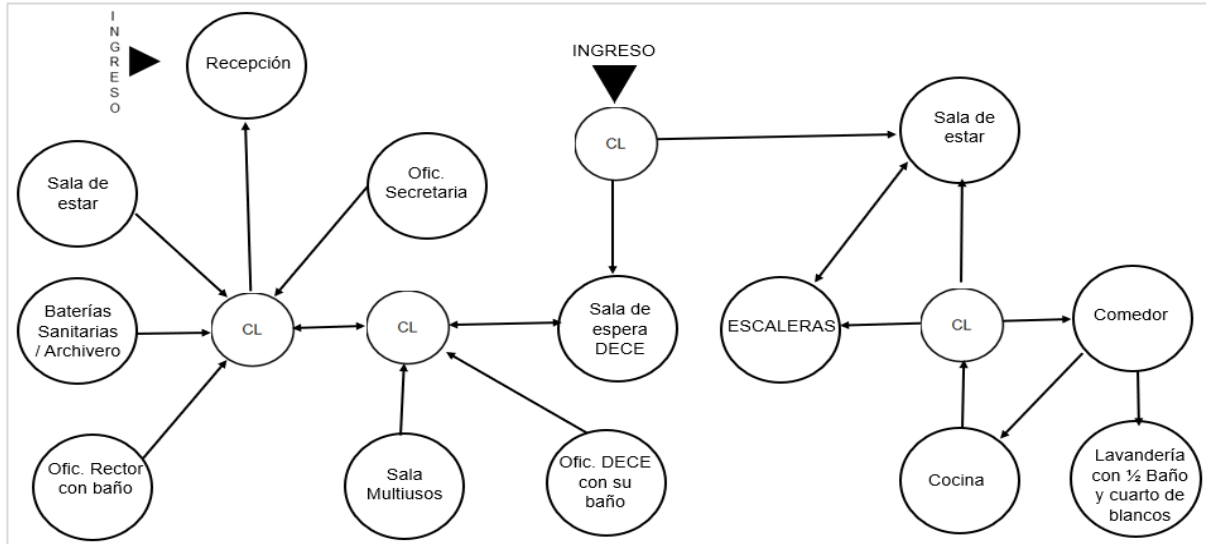 INGRESO
Recepción
INGRESO
CL
Sala de
estar
Sala de
estar
Ofic.
Secretaria
Baterías
Sanitarias
/ Archivero
CL
CL
Sala de
espera
DECE
ESCALERAS
CL
Comedor
Ofic. Rector
con baño
Sala
Multiusos
Ofic. DECE
con su
baño
Cocina
Lavandería
con ½ Baño
y cuarto de
blancos